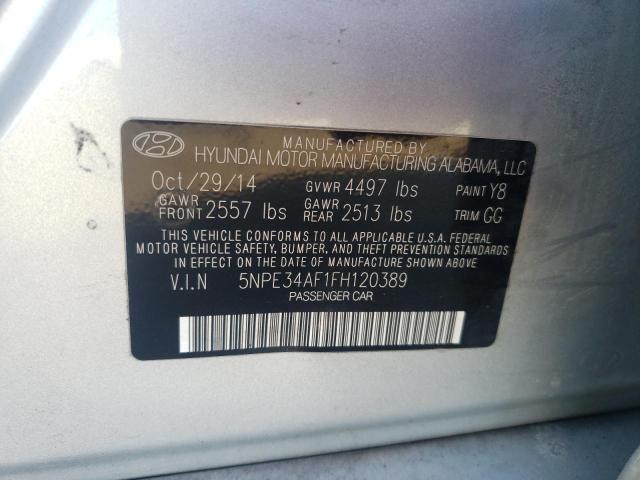 MANUFACTURED BY
HYUNDAI MOTOR MANUFACTURING ALABAMA, LLC
Oct/29/14 GVWR 4497 lbs PAINT Y8
GAWR FRONT 2557 lbs GAWR REAR 2513 lbs TRIM GG
THIS VEHICLE CONFORMS TO ALL APPLICABLE U.S.A. FEDERAL
MOTOR VEHICLE SAFETY, BUMPER, AND THEFT PREVENTION STANDARDS
IN EFFECT ON THE DATE OF MANUFACTURE SHOWN ABOVE.
V.I.N 5NPE34AF1FH120389
PASSENGER CAR